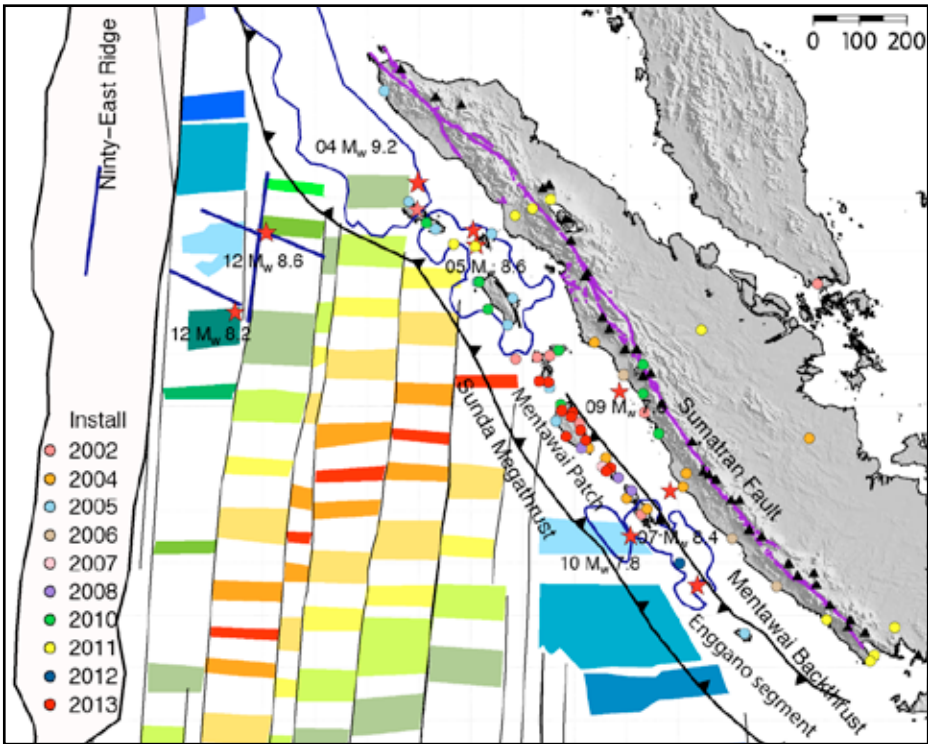 0 100 200
Ninty-East Ridge
04 Mw 9.2
12 Mw 8.6
05 Mw 8.6
12 Mw 8.2
09 Mw 7.6
Sumatran Fault
Mentawai Patch
Sunda Megathrust
07 Mw 8.4
10 Mw 7.8
Mentawai Backthrust
Enggano segment
Install
2002
2004
2005
2006
2007
2008
2010
2011
2012
2013